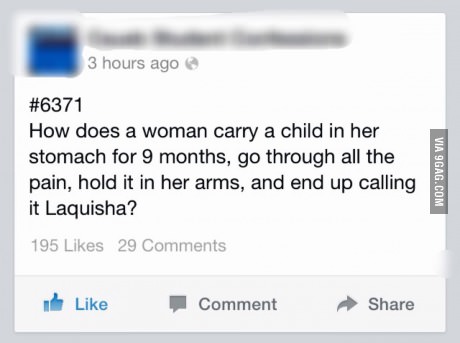 3 hours ago
#6371
How does a woman carry a child in her
stomach for 9 months, go through all the
pain, hold it in her arms, and end up calling
it Laquisha?
195 Likes 29 Comments
Like Comment Share
VIA 9GAG.COM